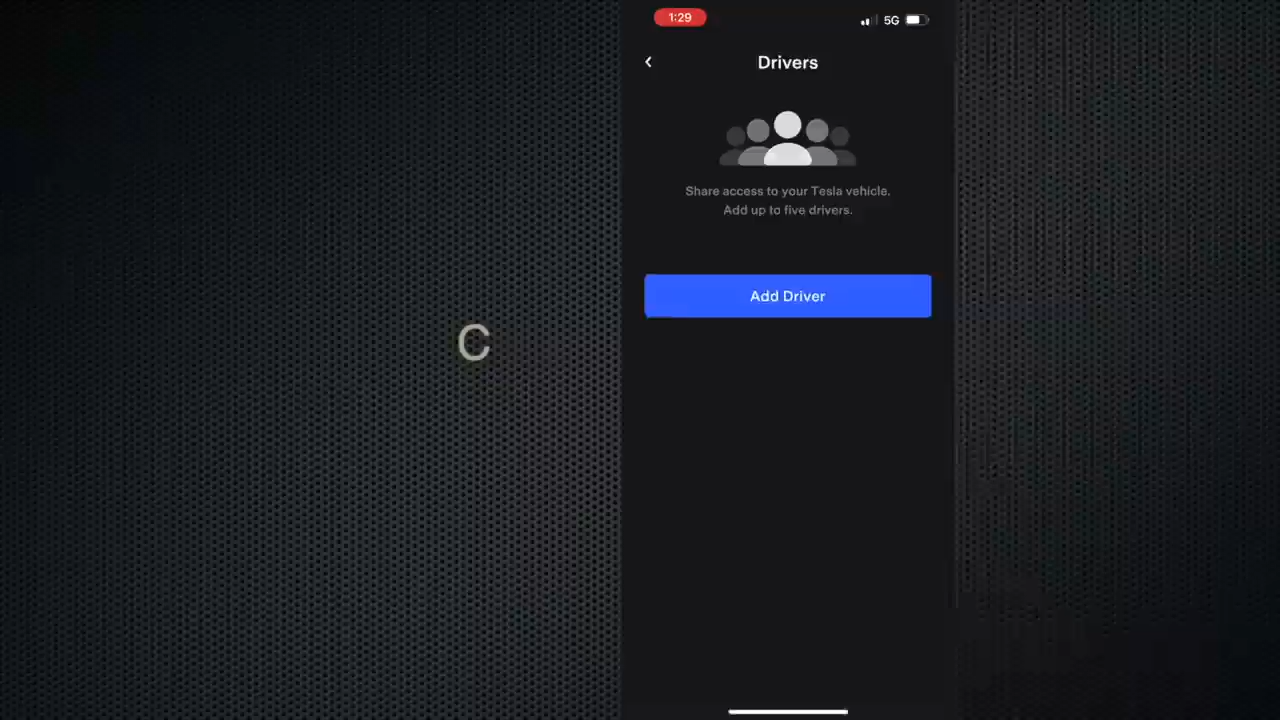 1:29
5G
Drivers
Share access to your Tesla vehicle.
Add up to five drivers.
Add Driver
C